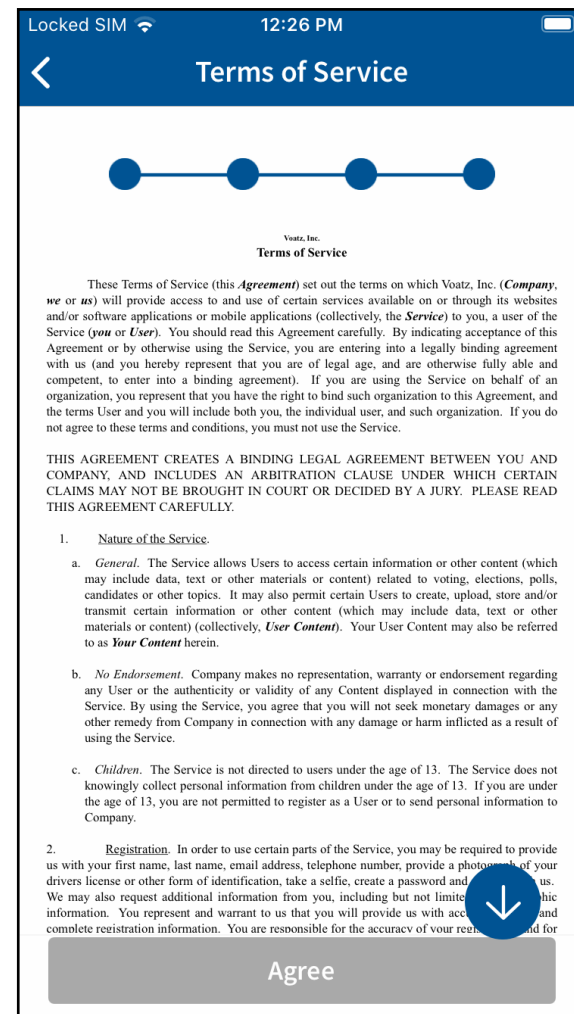 Locked SIM 12:26 PM
Terms of Service
Voatz, Inc.
Terms of Service
These Terms of Service (this Agreement) set out the terms on which Voatz, Inc. (Company,
we or us) will provide access to and use of certain services available on or through its websites
and/or software applications or mobile applications (collectively, the Service) to you, a user of the
Service (you or User). You should read this Agreement carefully. By indicating acceptance of this
Agreement or by otherwise using the Service, you are entering into a legally binding agreement
with us (and you hereby represent that you are of legal age, and are otherwise fully able and
competent, to enter into a binding agreement). If you are using the Service on behalf of an
organization, you represent that you have the right to bind such organization to this Agreement, and
the terms User and you will include both you, the individual user, and such organization. If you do
not agree to these terms and conditions, you must not use the Service.
THIS AGREEMENT CREATES A BINDING LEGAL AGREEMENT BETWEEN YOU AND
COMPANY, AND INCLUDES AN ARBITRATION CLAUSE UNDER WHICH CERTAIN
CLAIMS MAY NOT BE BROUGHT IN COURT OR DECIDED BY A JURY. PLEASE READ
THIS AGREEMENT CAREFULLY.
1. Nature of the Service.
a. General. The Service allows Users to access certain information or other content (which
may include data, text or other materials or content) related to voting, elections, polls,
candidates or other topics. It may also permit certain Users to create, upload, store and/or
transmit certain information or other content (which may include data, text or other
materials or content) (collectively, User Content). Your User Content may also be referred
to as Your Content herein.
b. No Endorsement. Company makes no representation, warranty or endorsement regarding
any User or the authenticity or validity of any Content displayed in connection with the
Service. By using the Service, you agree that you will not seek monetary damages or any
other remedy from Company in connection with any damage or harm inflicted as a result of
using the Service.
c. Children. The Service is not directed to users under the age of 13. The Service does not
knowingly collect personal information from children under the age of 13. If you are under
the age of 13, you are not permitted to register as a User or to send personal information to
Company.
2. Registration. In order to use certain parts of the Service, you may be required to provide
us with your first name, last name, email address, telephone number, provide a photograph of your
drivers license or other form of identification, take a selfie, create a password and us.
We may also request additional information from you, including but not limite hic
information. You represent and warrant to us that you will provide us with acc and
complete registration information. You are responsible for the accuracy of your regis nd for
Agree